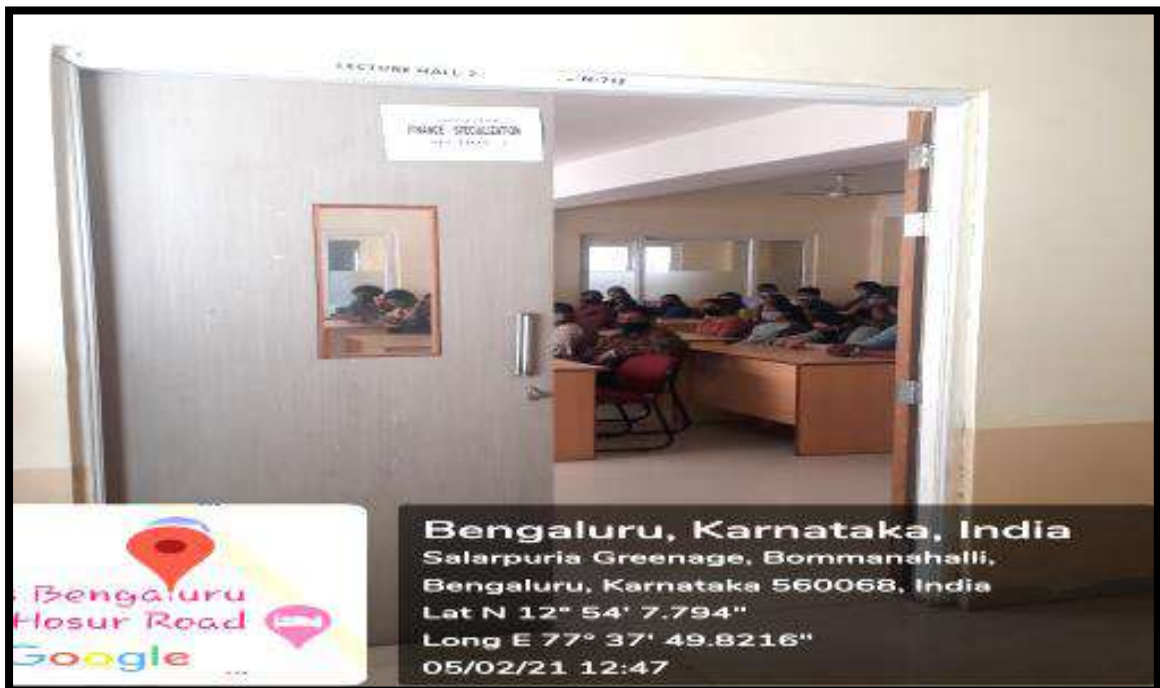 LECTURE HALL 2
FINANCE - SPECIALIZATION
Bengaluru
Hosur Road
Google
Bengaluru, Karnataka, India
Salarpuria Greenage, Bommanahalli,
Bengaluru, Karnataka 560068, India
Lat N 12° 54' 7.794"
Long E 77° 37' 49.8216"
05/02/21 12:47